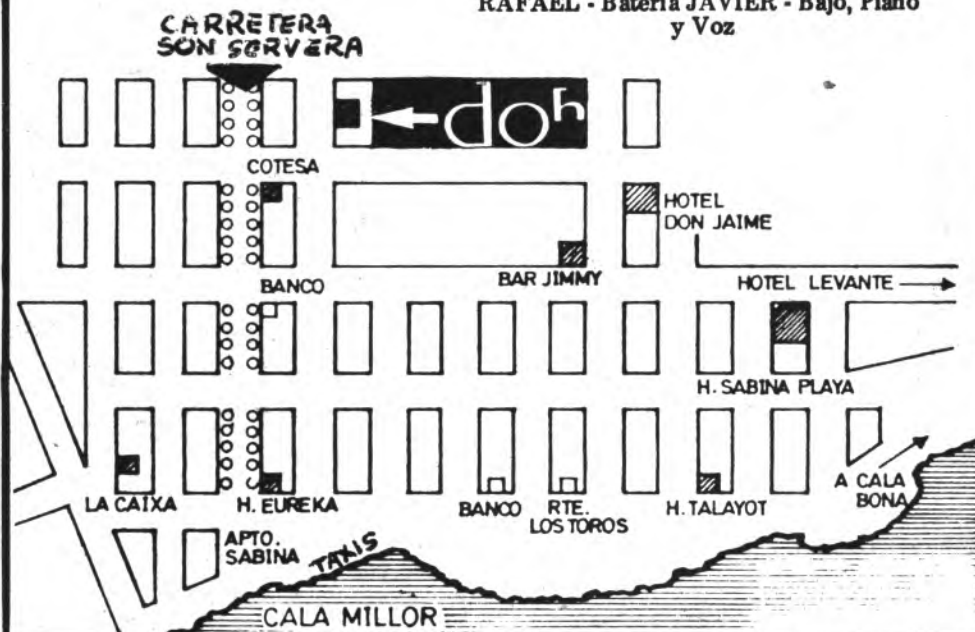 RAFAEL - Batería JAVIER - Bajo, Piano
y Voz
CARRETERA
SON SERVERA
doh
COTESA
HOTEL
DON JAIME
BANCO
BAR JIMMY
HOTEL LEVANTE
H. SABINA PLAYA
LA CAIXA
H. EUREKA
BANCO
RTE.
LOS TOROS
H. TALAYOT
A CALA
BONA
APTO.
SABINA
TAXIS
CALA MILLOR